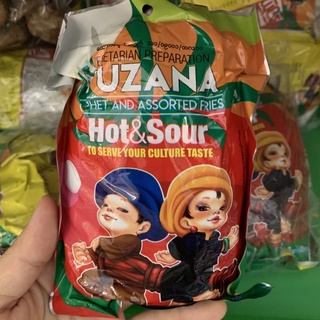 ETARIAN PREPARATION
UZANA
HET AND ASSORTED FRIES
Hot&Sour
TO SERVE YOUR CULTURE TASTE